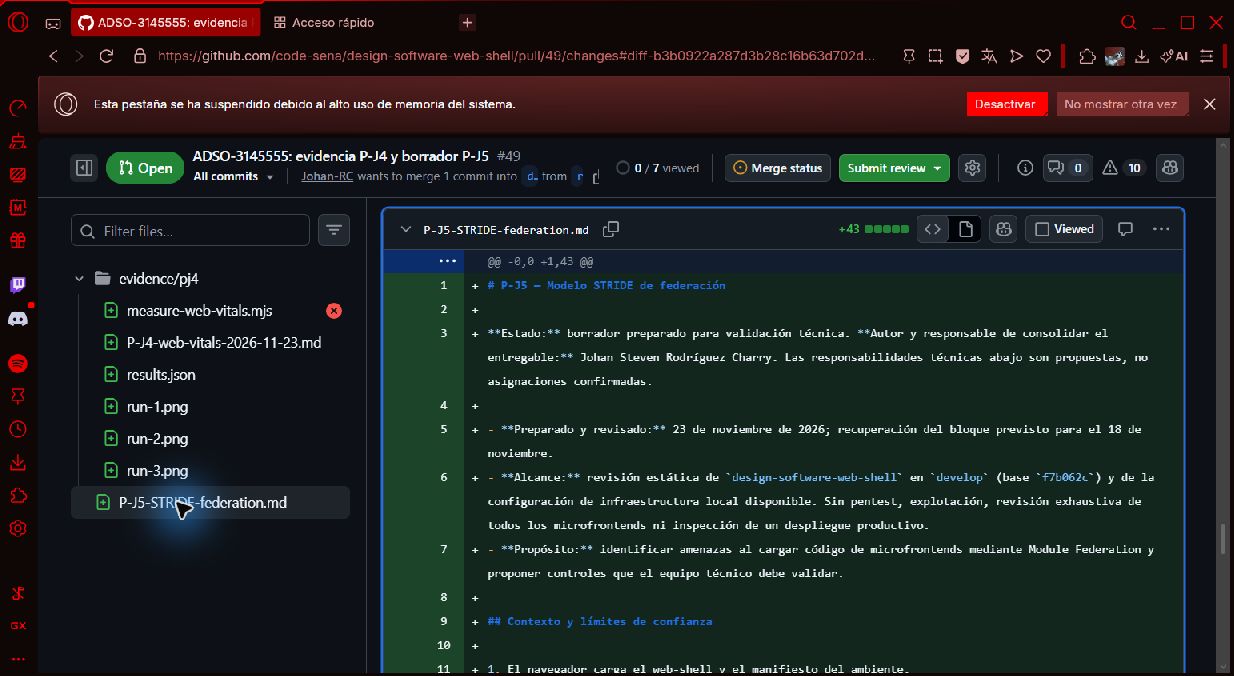 ADSO-3145555: evidencia
Acceso rápido
https://github.com/code-sena/design-software-web-shell/pull/49/changes#diff-b3b0922a287d3b28c16b63d702d...
AI
Esta pestaña se ha suspendido debido al alto uso de memoria del sistema.
Desactivar
No mostrar otra vez
Open
ADSO-3145555: evidencia P-J4 y borrador P-J5 #49
All commits
Johan-RC wants to merge 1 commit into d… from r
0 / 7 viewed
Merge status
Submit review
0
10
Filter files...
evidence/pj4
measure-web-vitals.mjs
P-J4-web-vitals-2026-11-23.md
results.json
run-1.png
run-2.png
run-3.png
P-J5-STRIDE-federation.md
P-J5-STRIDE-federation.md
+43
Viewed
@@ -0,0 +1,43 @@
1 + # P-J5 — Modelo STRIDE de federación
2 +
3 + **Estado:** borrador preparado para validación técnica. **Autor y responsable de consolidar el
entregable:** Johan Steven Rodríguez Charry. Las responsabilidades técnicas abajo son propuestas, no
asignaciones confirmadas.
4 +
5 + - **Preparado y revisado:** 23 de noviembre de 2026; recuperación del bloque previsto para el 18 de
noviembre.
6 + - **Alcance:** revisión estática de `design-software-web-shell` en `develop` (base `f7b062c`) y de la
configuración de infraestructura local disponible. Sin pentest, explotación, revisión exhaustiva de
todos los microfrontends ni inspección de un despliegue productivo.
7 + - **Propósito:** identificar amenazas al cargar código de microfrontends mediante Module Federation y
proponer controles que el equipo técnico debe validar.
8 +
9 + ## Contexto y límites de confianza
10 +
11 + 1. El navegador carga el web-shell y el manifiesto del ambiente.
GX